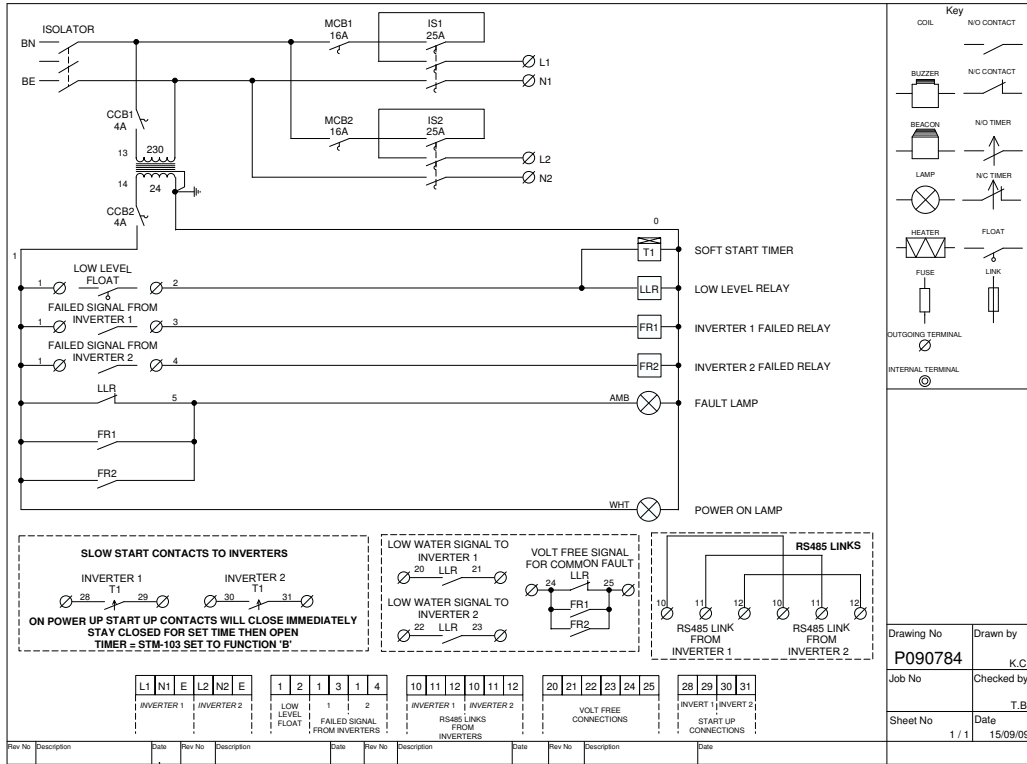 ISOLATOR
BN
BE
MCB1
16A
IS1
25A
L1
N1
MCB2
16A
IS2
25A
L2
N2
CCB1
4A
13
230
14
24
CCB2
4A
0
1
T1
SOFT START TIMER
LOW LEVEL
FLOAT
1
2
LLR
LOW LEVEL RELAY
FAILED SIGNAL FROM
INVERTER 1
1
3
FR1
INVERTER 1 FAILED RELAY
FAILED SIGNAL FROM
INVERTER 2
1
4
FR2
INVERTER 2 FAILED RELAY
LLR
5
AMB
FAULT LAMP
FR1
FR2
WHT
POWER ON LAMP
SLOW START CONTACTS TO INVERTERS
INVERTER 1
T1
28
29
INVERTER 2
T1
30
31
ON POWER UP START UP CONTACTS WILL CLOSE IMMEDIATELY
STAY CLOSED FOR SET TIME THEN OPEN
TIMER = STM-103 SET TO FUNCTION 'B'
LOW WATER SIGNAL TO
INVERTER 1
20
LLR
21
LOW WATER SIGNAL TO
INVERTER 2
22
LLR
23
VOLT FREE SIGNAL
FOR COMMON FAULT
24
LLR
25
FR1
FR2
RS485 LINKS
10
11
12
10
11
12
RS485 LINK
FROM
INVERTER 1
RS485 LINK
FROM
INVERTER 2
L1 N1 E L2 N2 E
INVERTER 1
INVERTER 2
1 2 1 3 1 4
LOW
LEVEL
FLOAT
1
2
FAILED SIGNAL
FROM INVERTERS
10 11 12 10 11 12
INVERTER 1
INVERTER 2
RS485 LINKS
FROM
INVERTERS
20 21 22 23 24 25
VOLT FREE
CONNECTIONS
28 29 30 31
INVERT 1
INVERT 2
START UP
CONNECTIONS
Rev No Description Date Rev No Description Date Rev No Description Date Rev No Description Date
Key
COIL
N/O CONTACT
BUZZER
N/C CONTACT
BEACON
N/O TIMER
LAMP
N/C TIMER
HEATER
FLOAT
FUSE
LINK
OUTGOING TERMINAL
INTERNAL TERMINAL
Drawing No
Drawn by
P090784
K.C
Job No
Checked by
T.B
Sheet No
Date
1 / 1
15/09/09